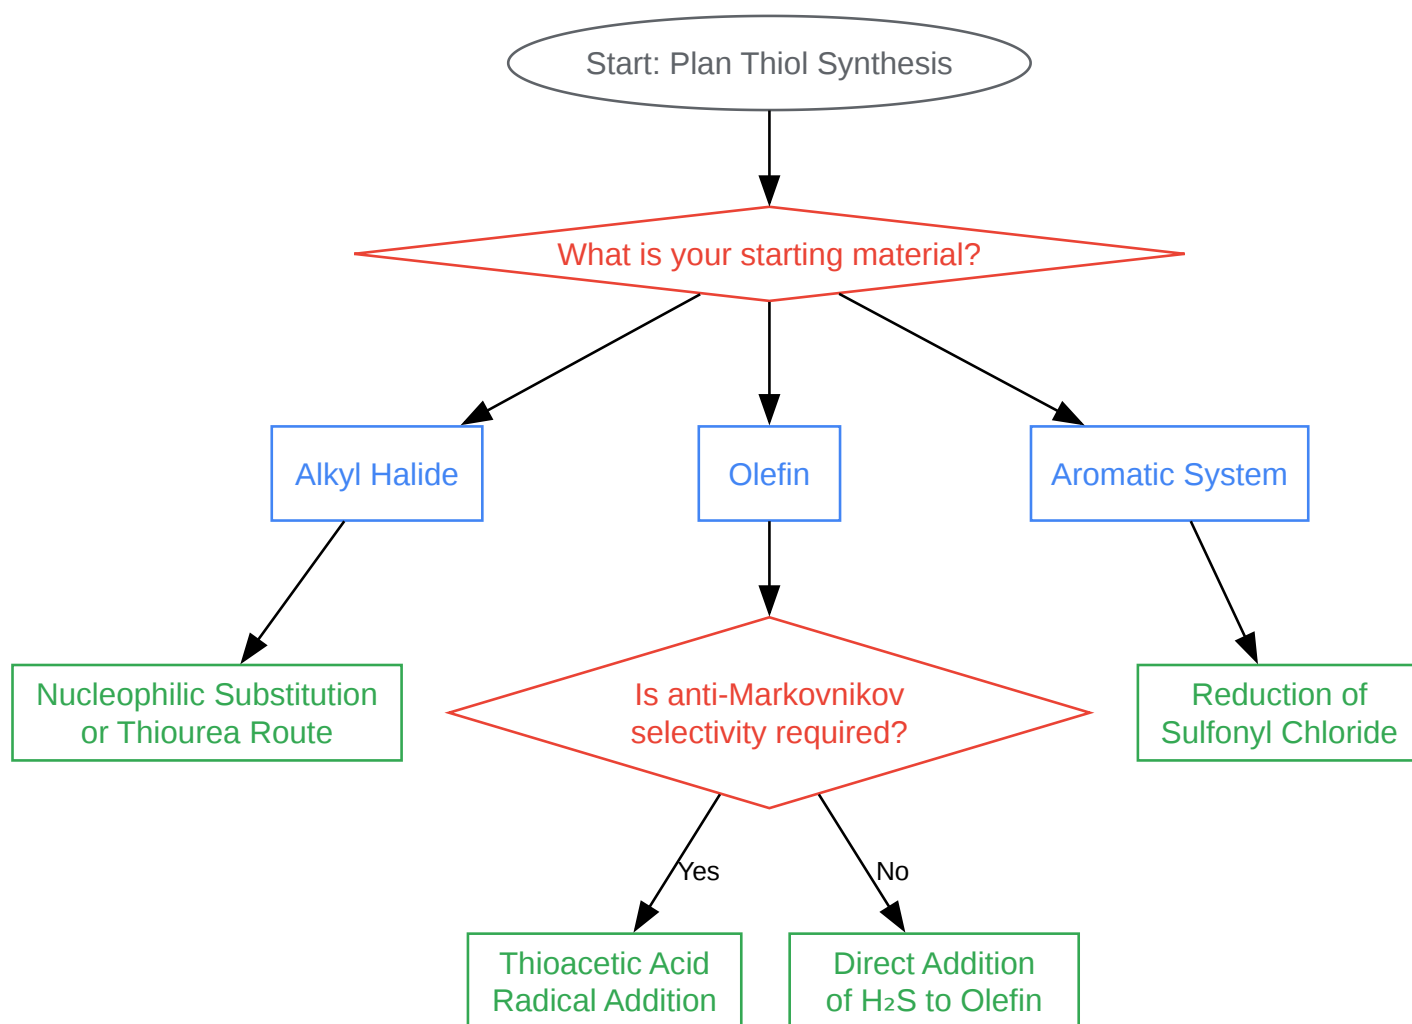 Start: Plan Thiol Synthesis
What is your starting material?
Alkyl Halide
Olefin
Aromatic System
Nucleophilic Substitution
or Thiourea Route
Is anti-Markovnikov
selectivity required?
Reduction of
Sulfonyl Chloride
Yes
No
Thioacetic Acid
Radical Addition
Direct Addition
of H₂S to Olefin